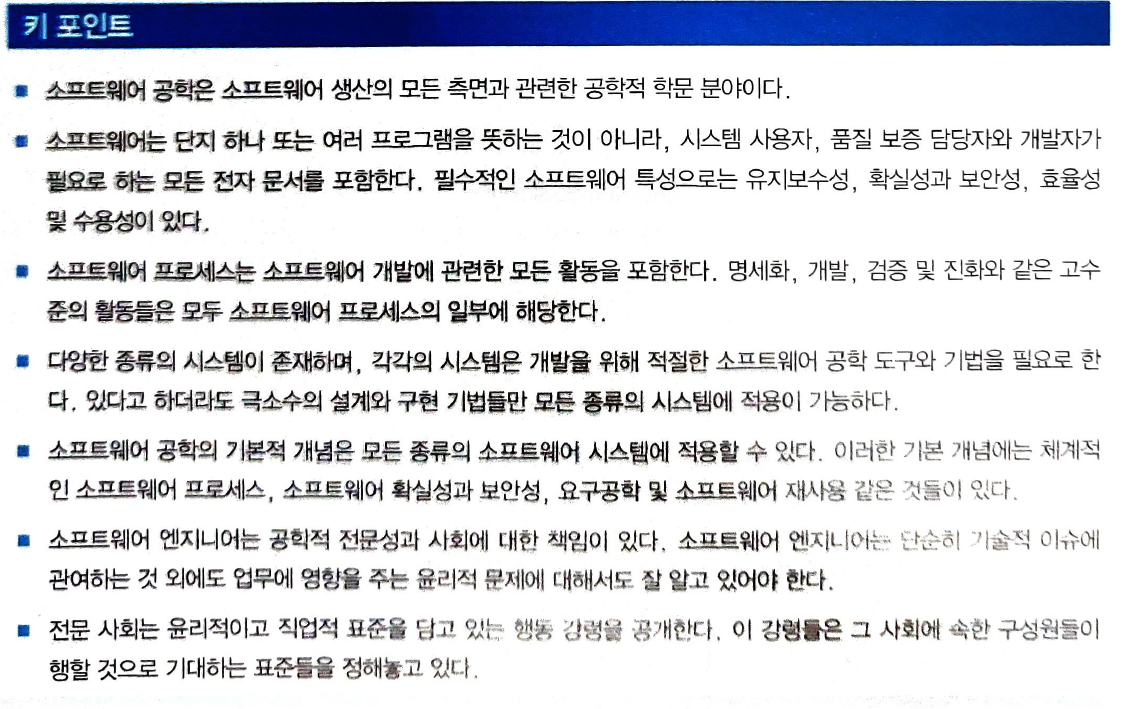 키 포인트
■ 소프트웨어 공학은 소프트웨어 생산의 모든 측면과 관련한 공학적 학문 분야이다.
■ 소프트웨어는 단지 하나 또는 여러 프로그램을 뜻하는 것이 아니라, 시스템 사용자, 품질 보증 담당자와 개발자가
필요로 하는 모든 전자 문서를 포함한다. 필수적인 소프트웨어 특성으로는 유지보수성, 확실성과 보안성, 효율성
및 수용성이 있다.
■ 소프트웨어 프로세스는 소프트웨어 개발에 관련한 모든 활동을 포함한다. 명세화, 개발, 검증 및 진화와 같은 고수
준의 활동들은 모두 소프트웨어 프로세스의 일부에 해당한다.
■ 다양한 종류의 시스템이 존재하며, 각각의 시스템은 개발을 위해 적절한 소프트웨어 공학 도구와 기법을 필요로 한
다. 있다고 하더라도 극소수의 설계와 구현 기법들만 모든 종류의 시스템에 적용이 가능하다.
■ 소프트웨어 공학의 기본적 개념은 모든 종류의 소프트웨어 시스템에 적용할 수 있다. 이러한 기본 개념에는 체계적
인 소프트웨어 프로세스, 소프트웨어 확실성과 보안성, 요구공학 및 소프트웨어 재사용 같은 것들이 있다.
■ 소프트웨어 엔지니어는 공학적 전문성과 사회에 대한 책임이 있다. 소프트웨어 엔지니어는 단순히 기술적 이슈에
관여하는 것 외에도 업무에 영향을 주는 윤리적 문제에 대해서도 잘 알고 있어야 한다.
■ 전문 사회는 윤리적이고 직업적 표준을 담고 있는 행동 강령을 공개한다. 이 강령들은 그 사회에 속한 구성원들이
행할 것으로 기대하는 표준들을 정해놓고 있다.